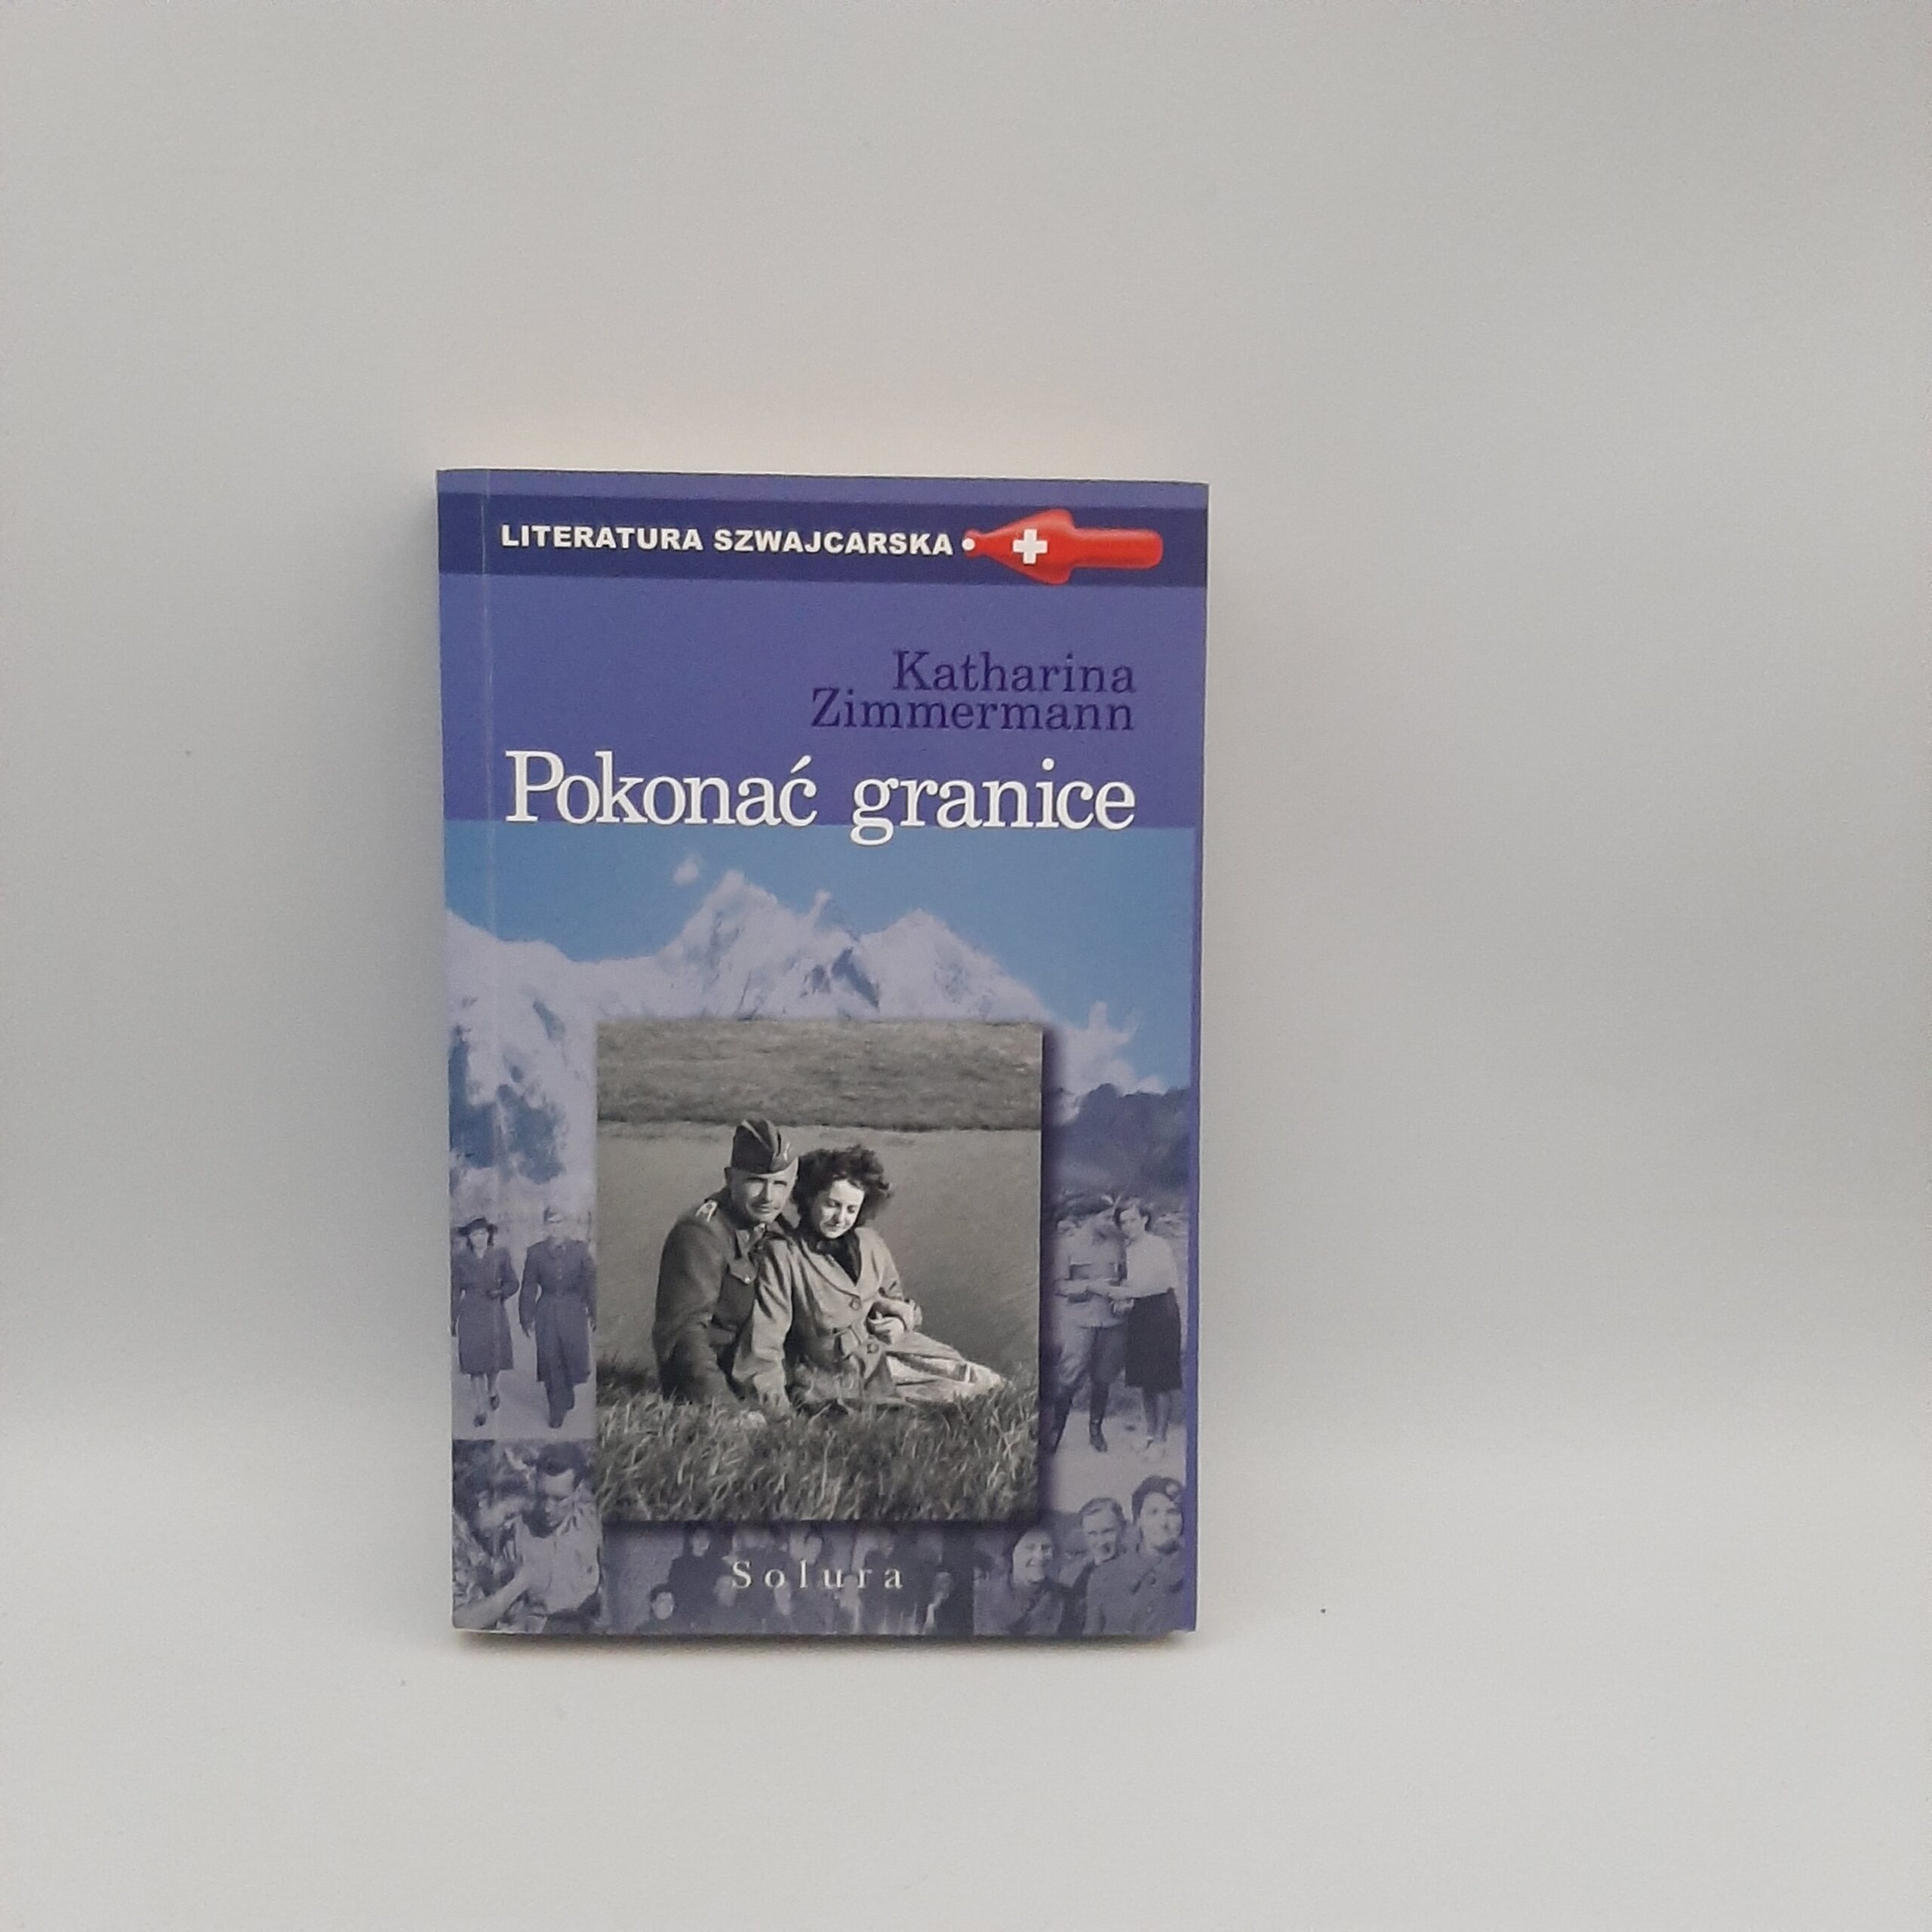 LITERATURA SZWAJCARSKA
Katharina
Zimmermann
Pokonać granice
Solura